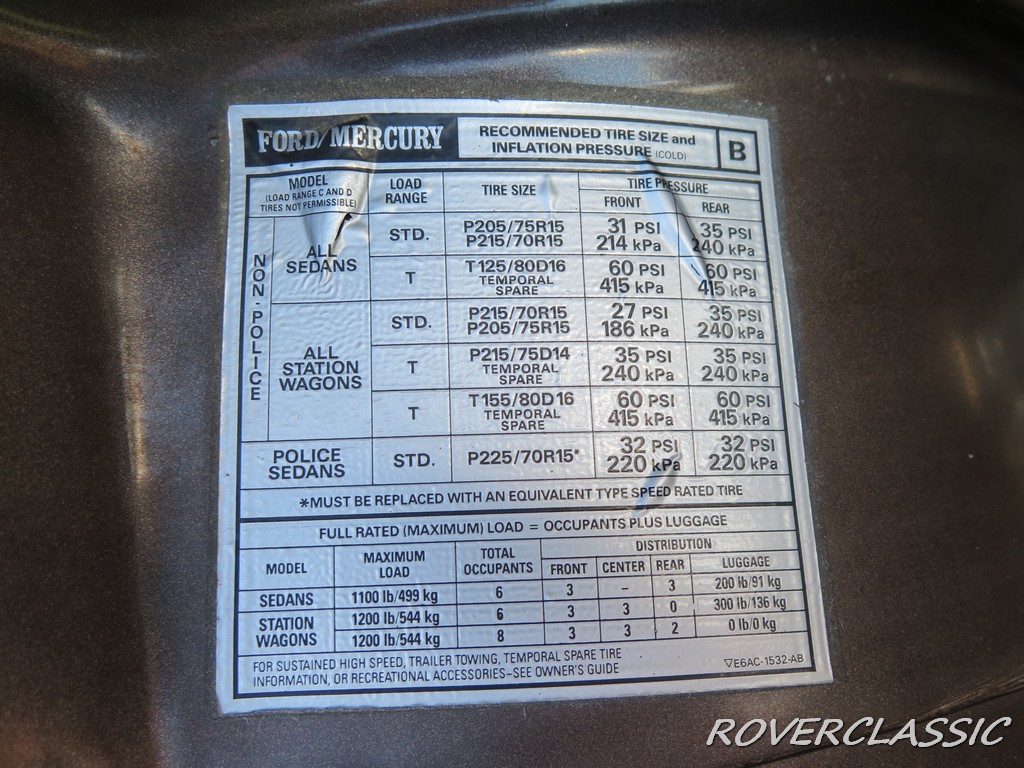 FORD/MERCURY
RECOMMENDED TIRE SIZE and
INFLATION PRESSURE (COLD)
B
MODEL
(LOAD RANGE C AND D
TIRES NOT PERMISSIBLE)
LOAD
RANGE
TIRE SIZE
TIRE PRESSURE
FRONT
REAR
NON-POLICE
ALL
SEDANS
STD.
P205/75R15
P215/70R15
31 PSI
214 kPa
35 PSI
240 kPa
T
T125/80D16
TEMPORAL
SPARE
60 PSI
415 kPa
60 PSI
415 kPa
ALL
STATION
WAGONS
STD.
P215/70R15
P205/75R15
27 PSI
186 kPa
35 PSI
240 kPa
T
P215/75D14
TEMPORAL
SPARE
35 PSI
240 kPa
35 PSI
240 kPa
T
T155/80D16
TEMPORAL
SPARE
60 PSI
415 kPa
60 PSI
415 kPa
POLICE
SEDANS
STD.
P225/70R15*
32 PSI
220 kPa
32 PSI
220 kPa
*MUST BE REPLACED WITH AN EQUIVALENT TYPE SPEED RATED TIRE
FULL RATED (MAXIMUM) LOAD = OCCUPANTS PLUS LUGGAGE
MODEL
MAXIMUM
LOAD
TOTAL
OCCUPANTS
DISTRIBUTION
FRONT
CENTER
REAR
LUGGAGE
SEDANS
1100 lb/499 kg
6
3
–
3
200 lb/91 kg
STATION
WAGONS
1200 lb/544 kg
6
3
3
0
300 lb/136 kg
1200 lb/544 kg
8
3
3
2
0 lb/0 kg
FOR SUSTAINED HIGH SPEED, TRAILER TOWING, TEMPORAL SPARE TIRE
INFORMATION, OR RECREATIONAL ACCESSORIES–SEE OWNER'S GUIDE
▽E6AC-1532-AB
ROVERCLASSIC